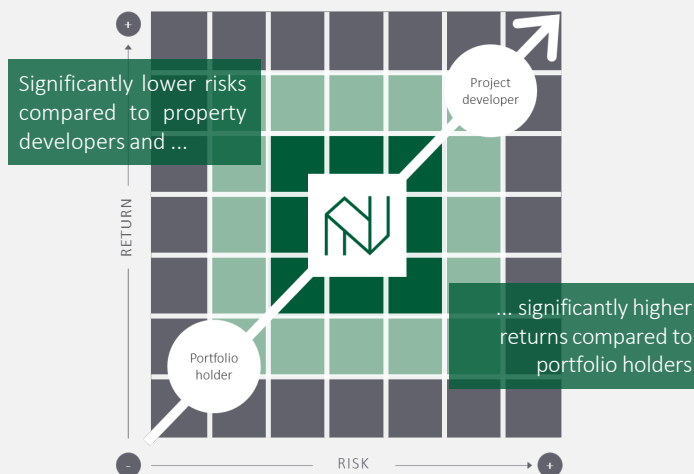 +
Significantly lower risks
compared to property
developers and ...
Project
developer
RETURN
... significantly higher
returns compared to
portfolio holders
Portfolio
holder
-
RISK
+